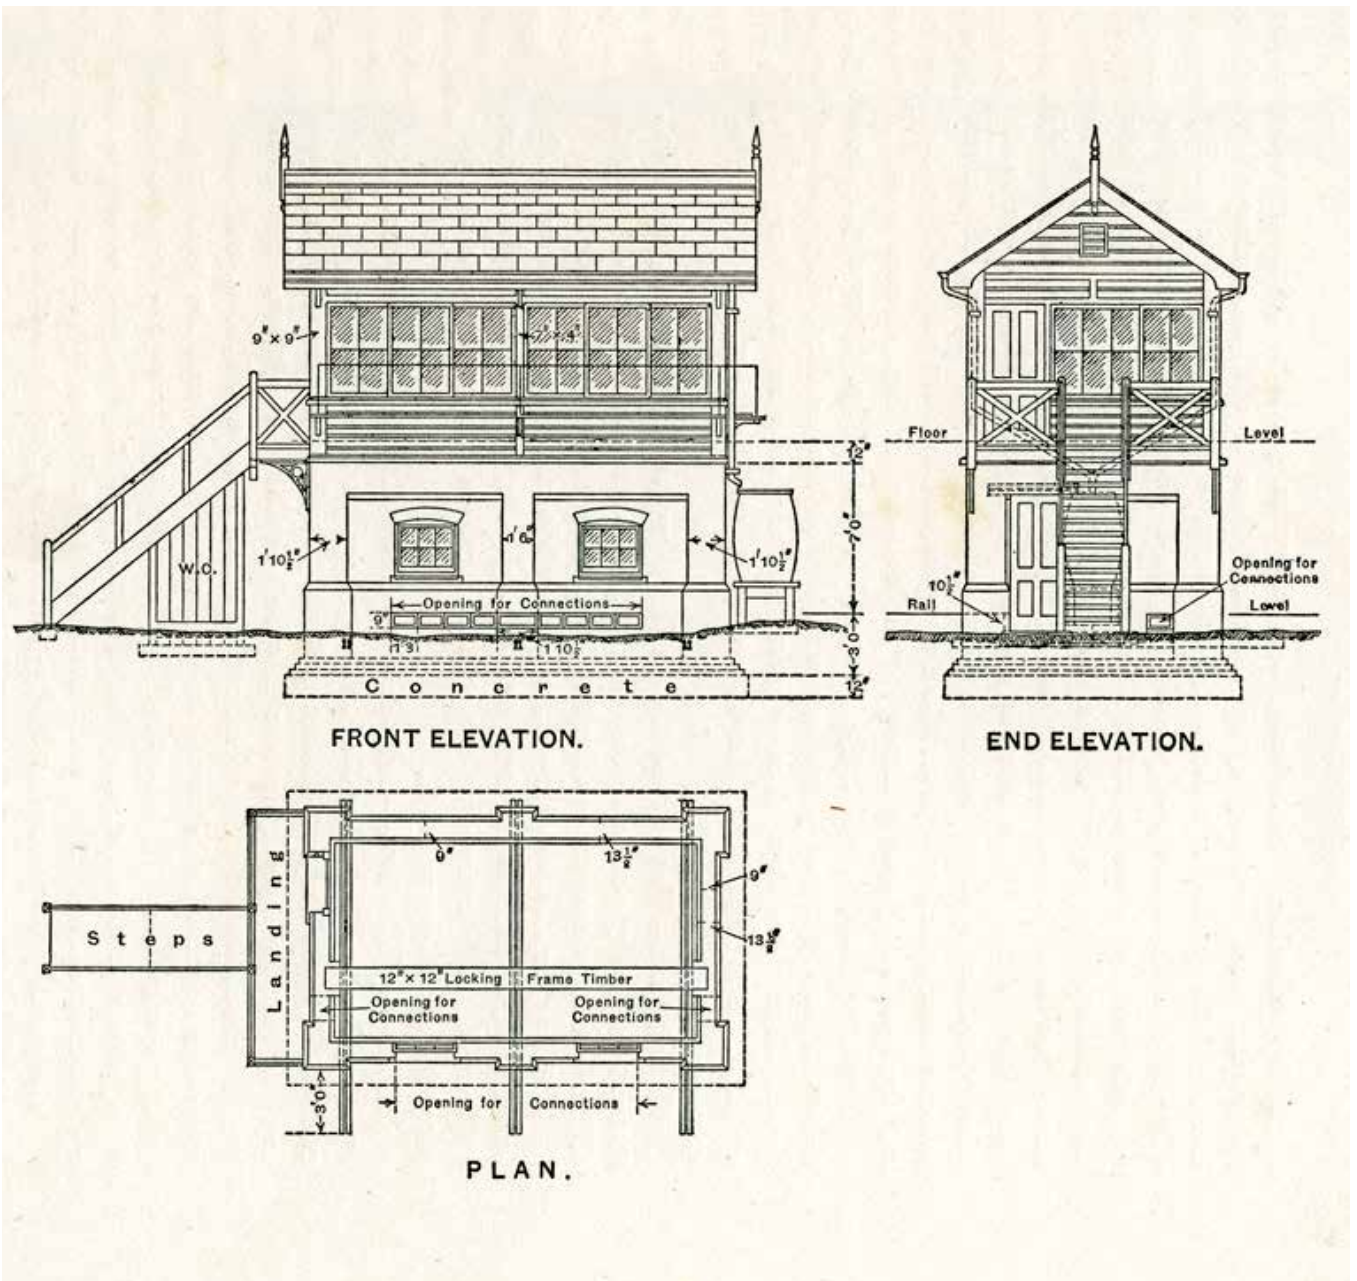 9"×9"
7"×4"
12"
7'0"
W.C.
1'10½"
1'6"
1'10½"
Opening for Connections
9"
1'3"
1'10½"
3'0"
12"
Concrete
FRONT ELEVATION.
Floor Level
Opening for
Connections
10½"
Rail Level
END ELEVATION.
Landing
Steps
9"
13½"
9"
13½"
12"×12" Locking Frame Timber
Opening for
Connections
Opening for
Connections
3'0"
Opening for Connections
PLAN.